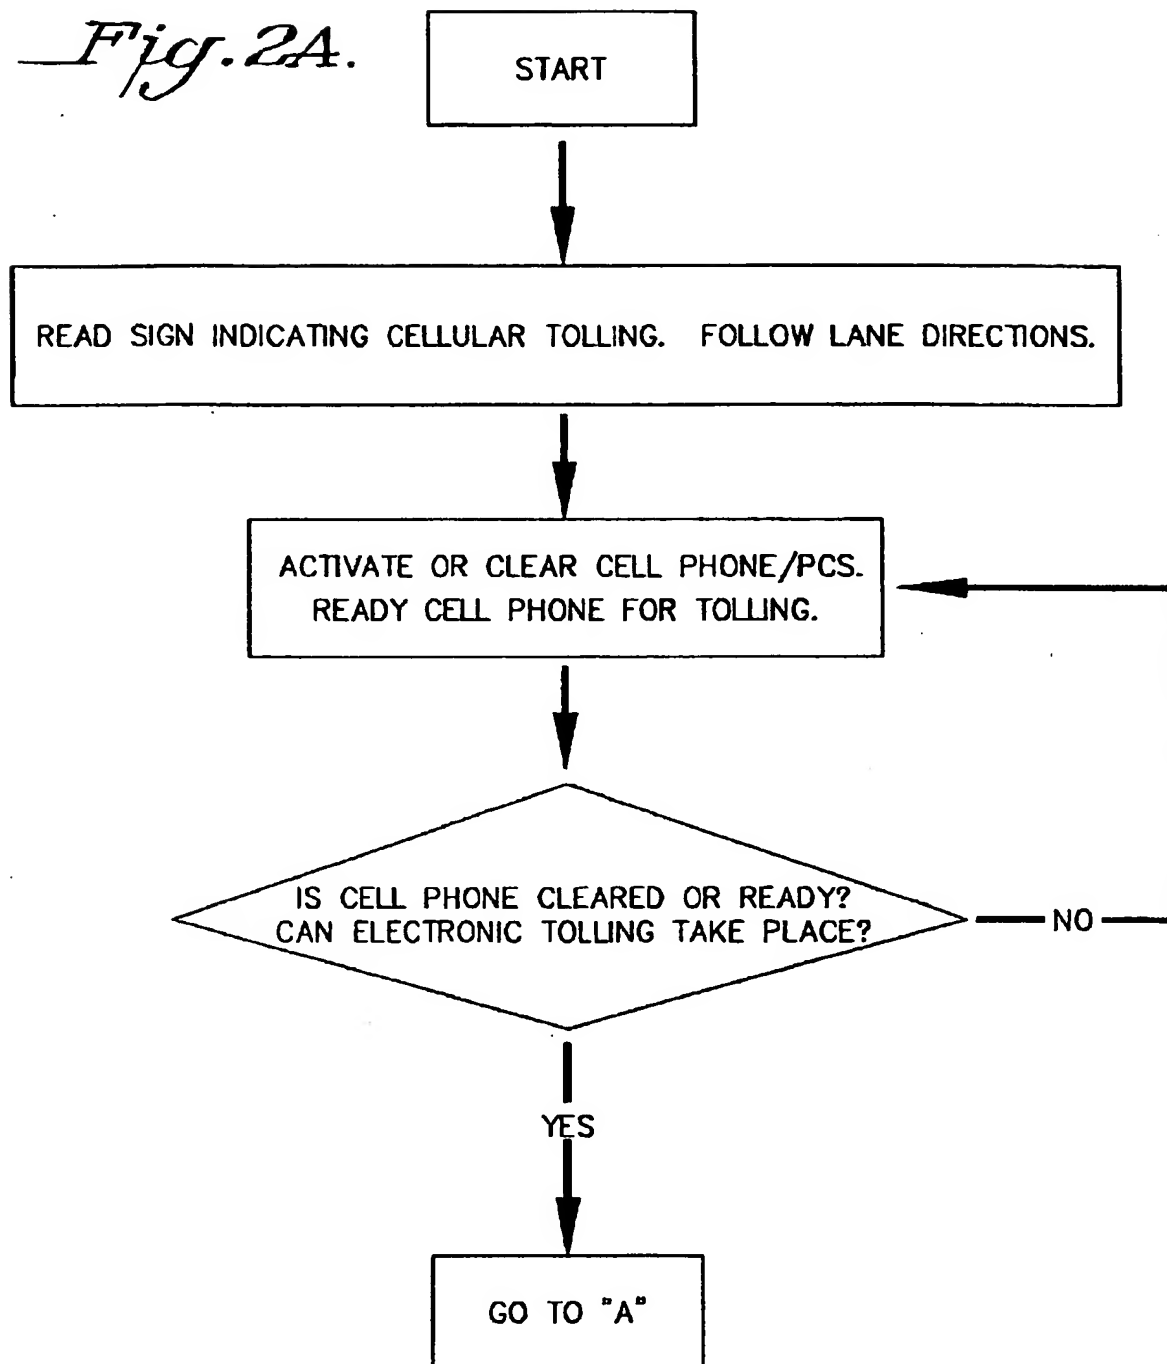 Fig. 2A.
START
READ SIGN INDICATING CELLULAR TOLLING. FOLLOW LANE DIRECTIONS.
ACTIVATE OR CLEAR CELL PHONE/PCS.
READY CELL PHONE FOR TOLLING.
IS CELL PHONE CLEARED OR READY?
CAN ELECTRONIC TOLLING TAKE PLACE?
NO
YES
GO TO "A"